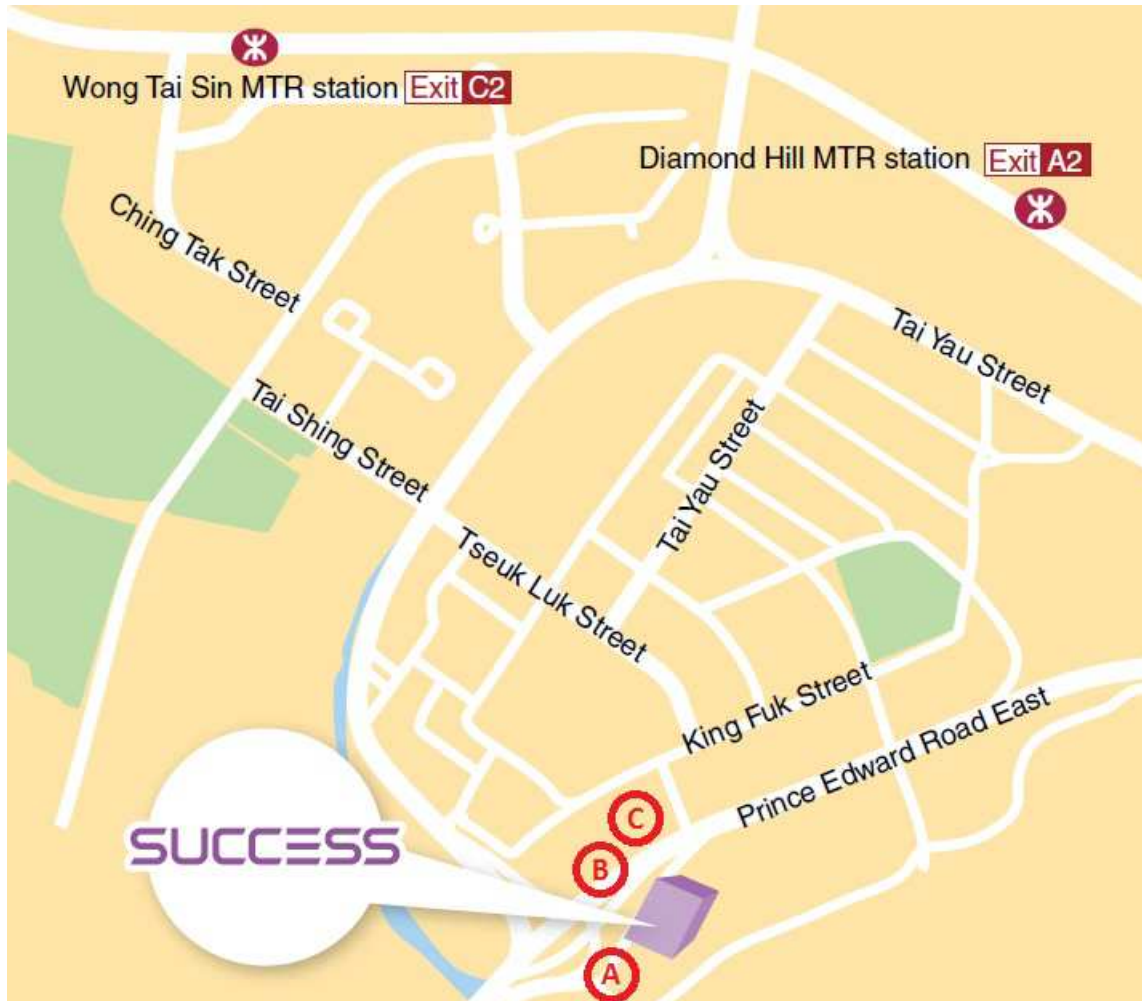 Wong Tai Sin MTR station Exit C2
Diamond Hill MTR station Exit A2
Ching Tak Street
Tai Yau Street
Tai Shing Street
Tai Yau Street
Tseuk Luk Street
King Fuk Street
Prince Edward Road East
SUCCESS
C
B
A